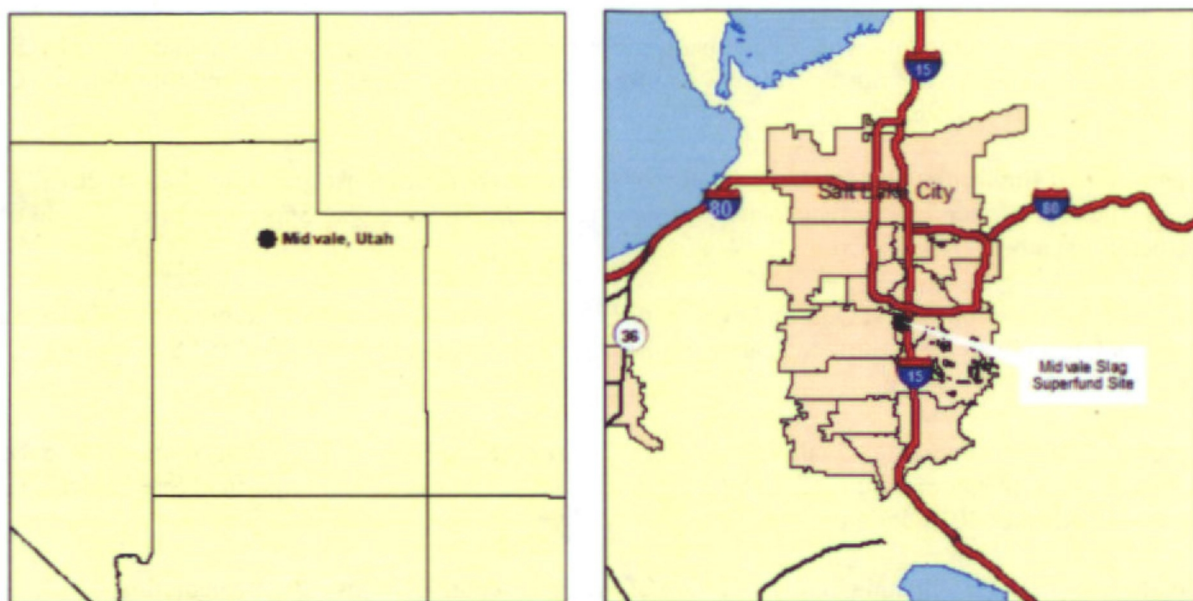 Midvale, Utah
15
Salt Lake City
80
80
36
Midvale Slag
Superfund Site
15